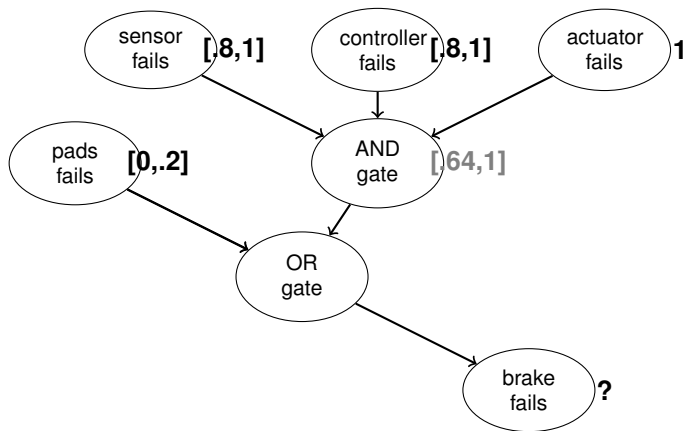 sensor
fails
[.8,1]
controller
fails
[.8,1]
actuator
fails
1
pads
fails
[0,.2]
AND
gate
[.64,1]
OR
gate
brake
fails
?